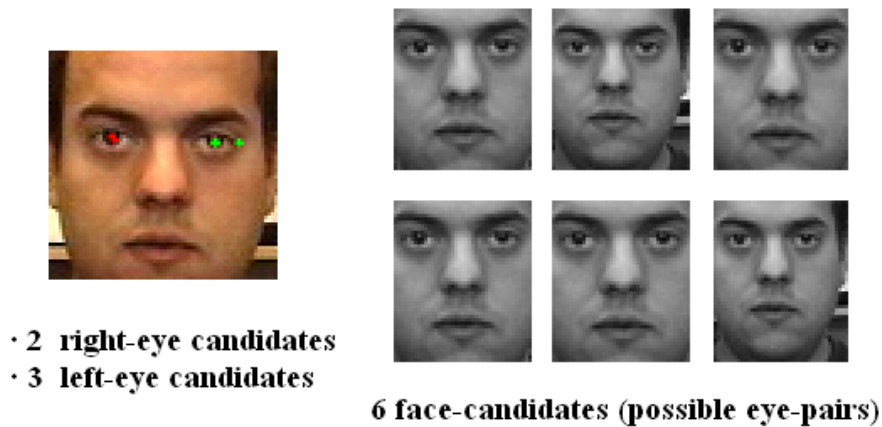 · 2 right-eye candidates
· 3 left-eye candidates
6 face-candidates (possible eye-pairs)